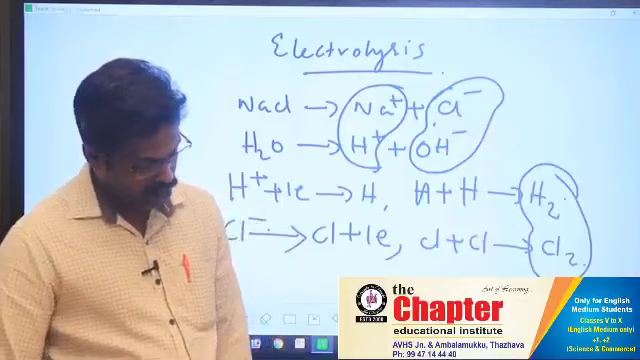 Electrolysis
Nacl → Na⁺ + Cl⁻
H₂O → H⁺ + OH⁻
H⁺ + 1e → H, H + H → H₂.
Cl⁻ → Cl + 1e, cl + Cl → Cl₂.
the
Chapter
educational institute
ESTD 2008
AVHS Jn. & Ambalamukku, Thazhava
Ph: 99 47 14 44 40
Only for English
Medium Students
Classes V to X
(English Medium only)
+1, +2
(Science & Commerce)